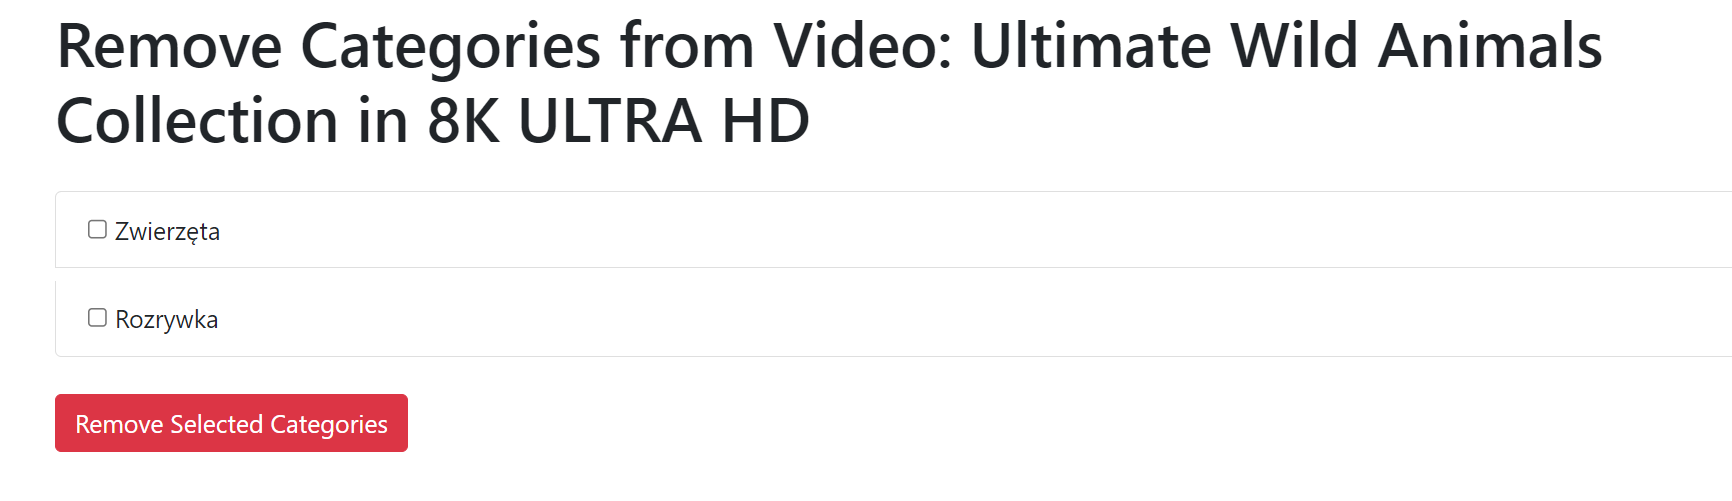 Remove Categories from Video: Ultimate Wild Animals
Collection in 8K ULTRA HD
Zwierzęta
Rozrywka
Remove Selected Categories